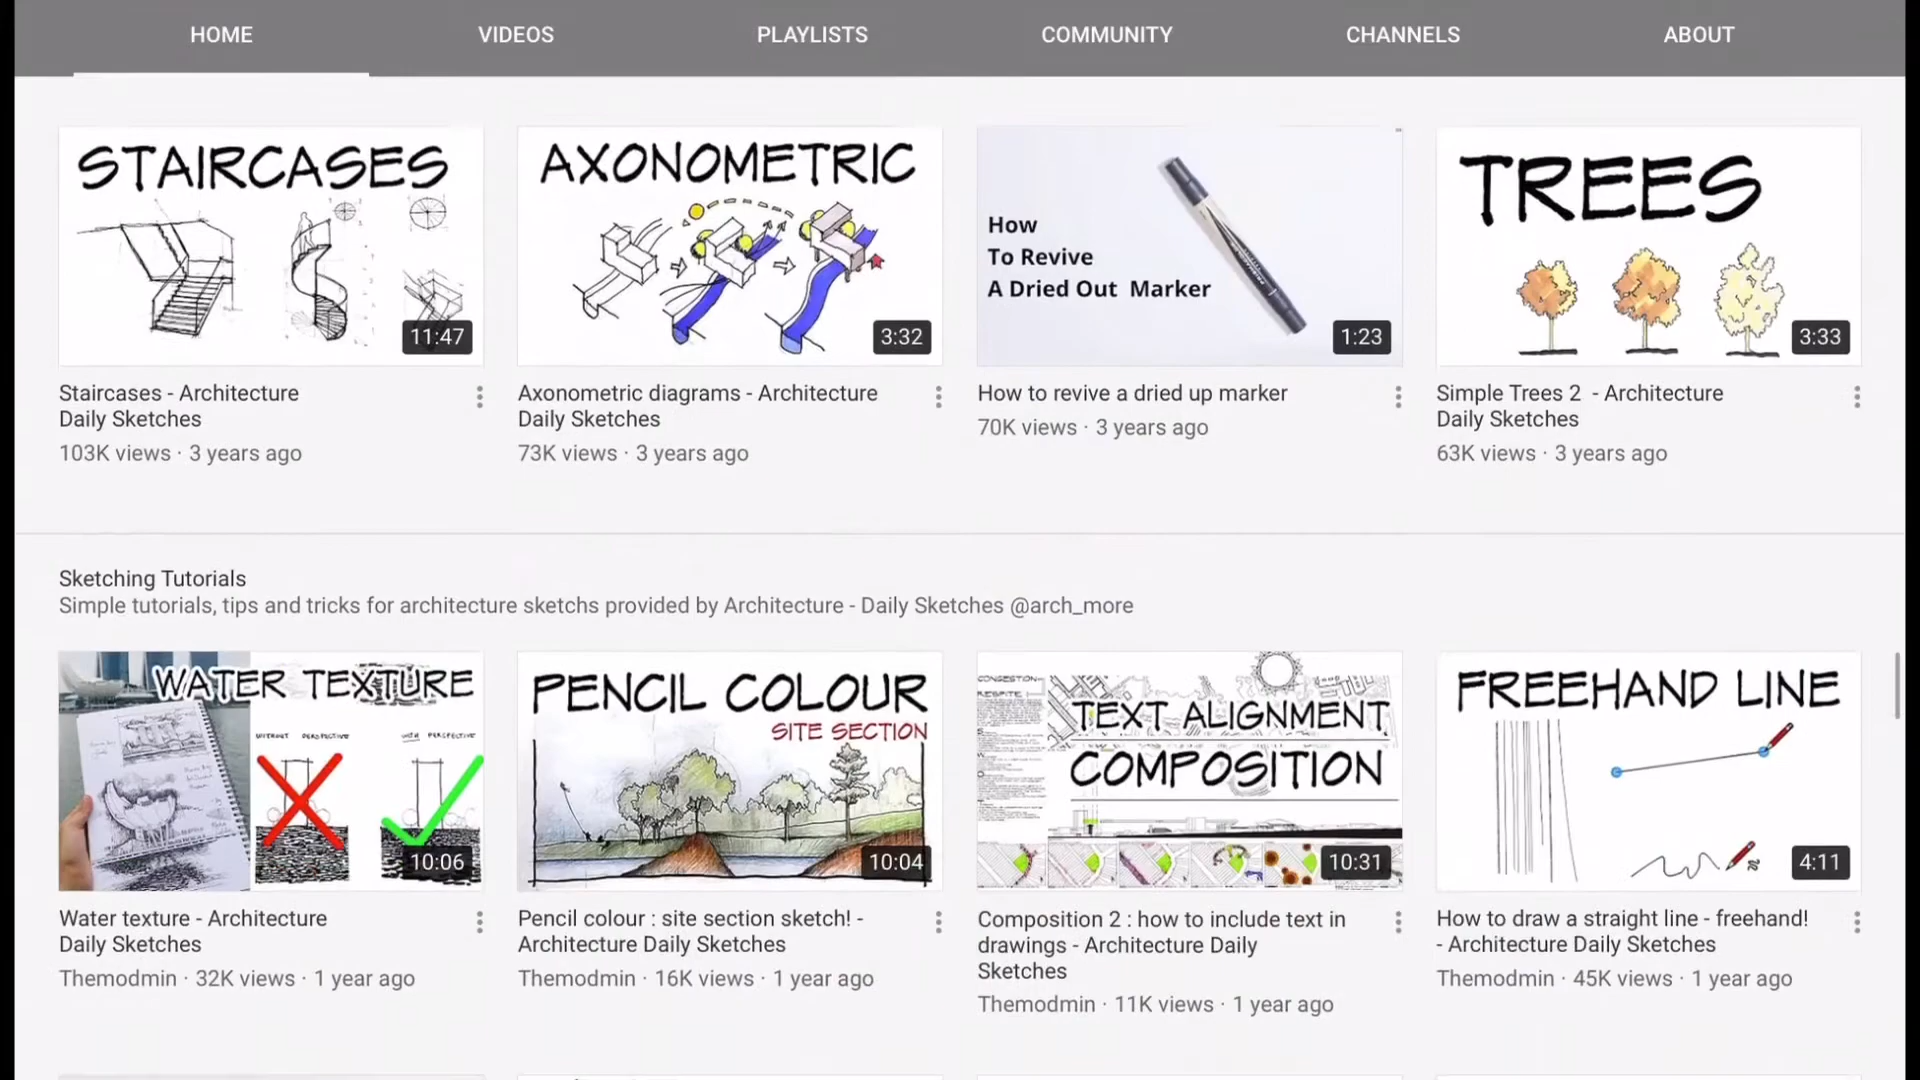 HOME VIDEOS PLAYLISTS COMMUNITY CHANNELS ABOUT
STAIRCASES
11:47
AXONOMETRIC
3:32
How
To Revive
A Dried Out Marker
1:23
TREES
3:33
Staircases - Architecture
Daily Sketches
103K views · 3 years ago
Axonometric diagrams - Architecture
Daily Sketches
73K views · 3 years ago
How to revive a dried up marker
70K views · 3 years ago
Simple Trees 2 - Architecture
Daily Sketches
63K views · 3 years ago
Sketching Tutorials
Simple tutorials, tips and tricks for architecture sketchs provided by Architecture - Daily Sketches @arch_more
WATER TEXTURE
WITHOUT PERSPECTIVE
WITH PERSPECTIVE
10:06
PENCIL COLOUR
SITE SECTION
10:04
CONGESTION
RESPITE
TEXT ALIGNMENT
COMPOSITION
10:31
FREEHAND LINE
4:11
Water texture - Architecture
Daily Sketches
Themodmin · 32K views · 1 year ago
Pencil colour : site section sketch! -
Architecture Daily Sketches
Themodmin · 16K views · 1 year ago
Composition 2 : how to include text in
drawings - Architecture Daily
Sketches
Themodmin · 11K views · 1 year ago
How to draw a straight line - freehand!
- Architecture Daily Sketches
Themodmin · 45K views · 1 year ago